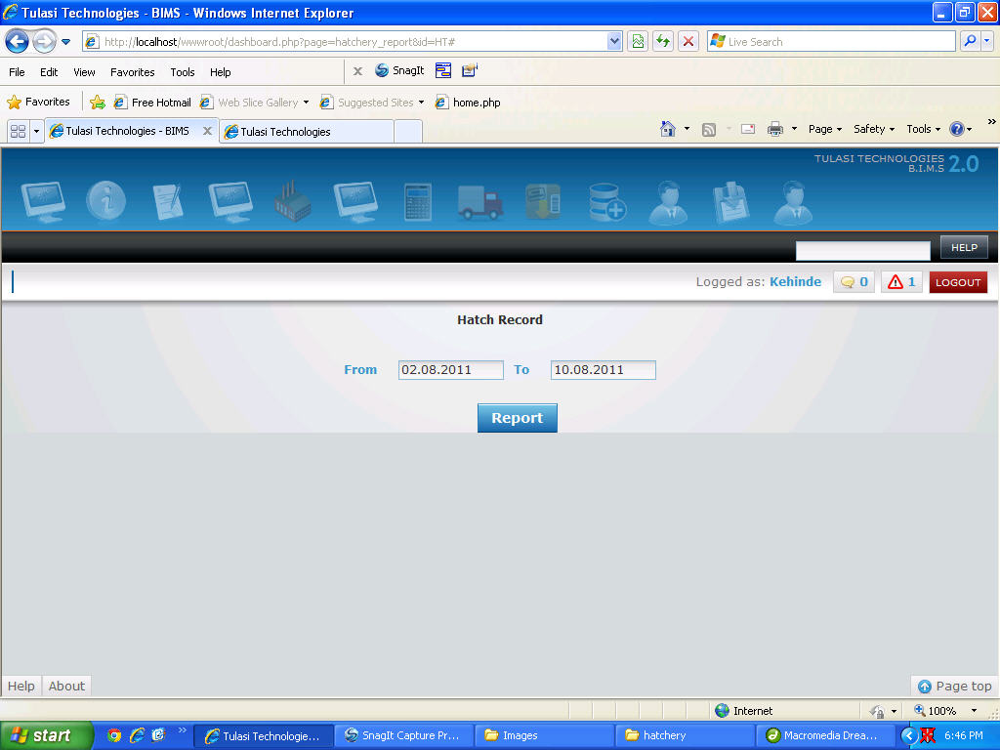 Tulasi Technologies - BIMS - Windows Internet Explorer
http://localhost/wwwroot/dashboard.php?page=hatchery_report&id=HT#
Live Search
File Edit View Favorites Tools Help
x SnagIt
Favorites Free Hotmail Web Slice Gallery Suggested Sites home.php
Tulasi Technologies - BIMS X Tulasi Technologies
Page Safety Tools »
TULASI TECHNOLOGIES
B.I.M.S 2.0
HELP
Logged as: Kehinde 0 1 LOGOUT
Hatch Record
From 02.08.2011 To 10.08.2011
Report
Help About Page top
Internet 100%
start » Tulasi Technologie... SnagIt Capture Pr... Images hatchery Macromedia Drea... 6:46 PM